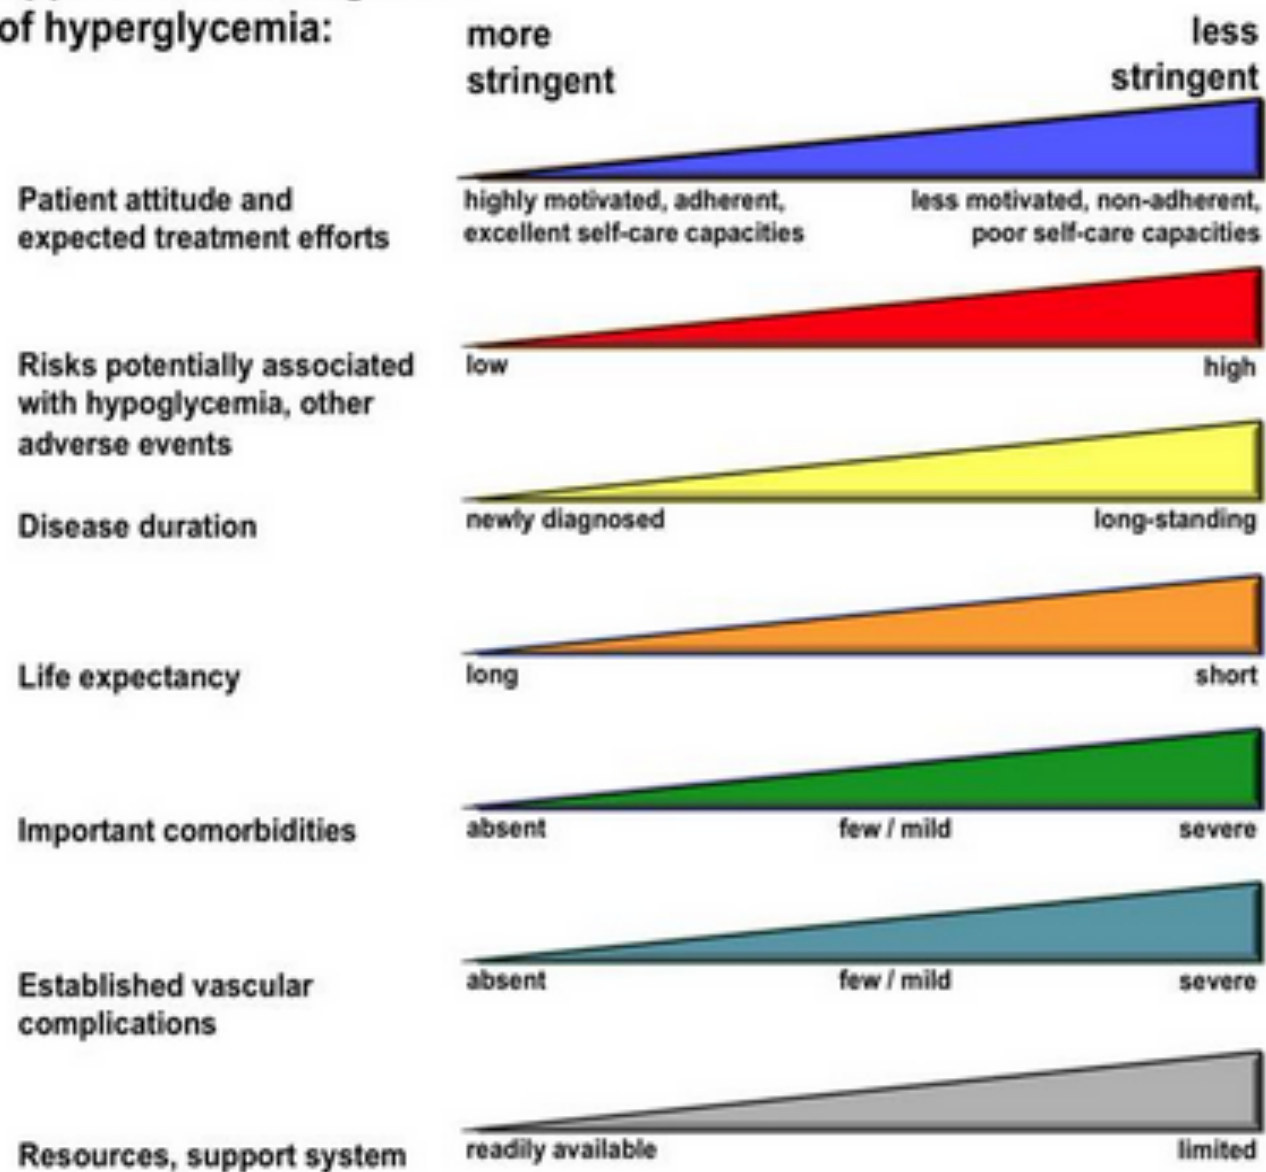 of hyperglycemia:
more
stringent
less
stringent
Patient attitude and
expected treatment efforts
highly motivated, adherent,
excellent self-care capacities
less motivated, non-adherent,
poor self-care capacities
Risks potentially associated
with hypoglycemia, other
adverse events
low
high
Disease duration
newly diagnosed
long-standing
Life expectancy
long
short
Important comorbidities
absent
few / mild
severe
Established vascular
complications
absent
few / mild
severe
Resources, support system
readily available
limited